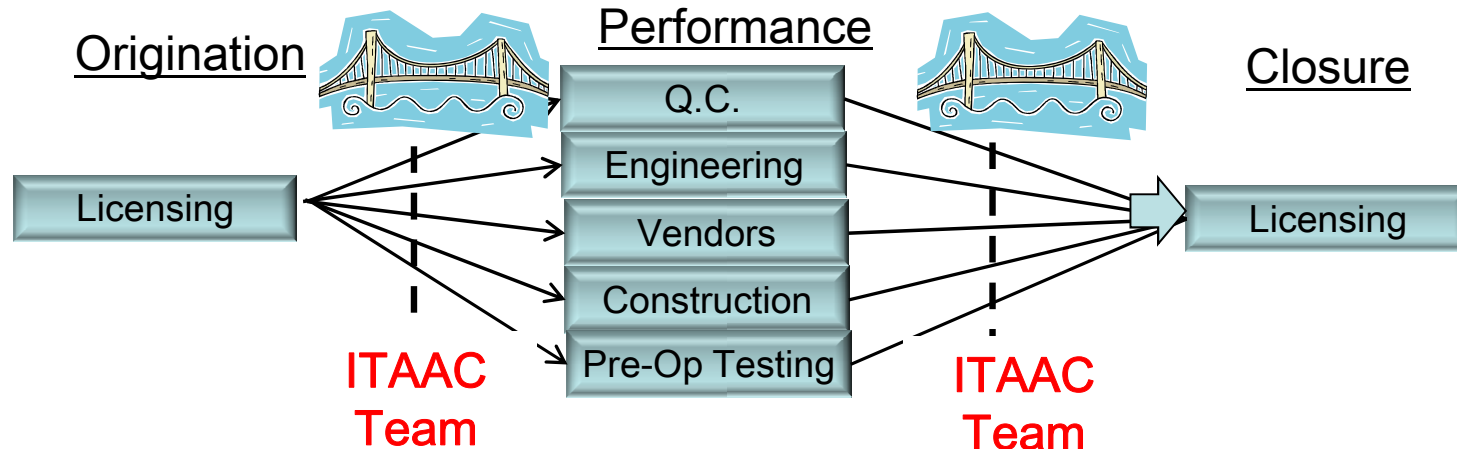 Origination
Performance
Closure
Licensing
Q.C.
Engineering
Vendors
Construction
Pre-Op Testing
Licensing
ITAAC
Team
ITAAC
Team